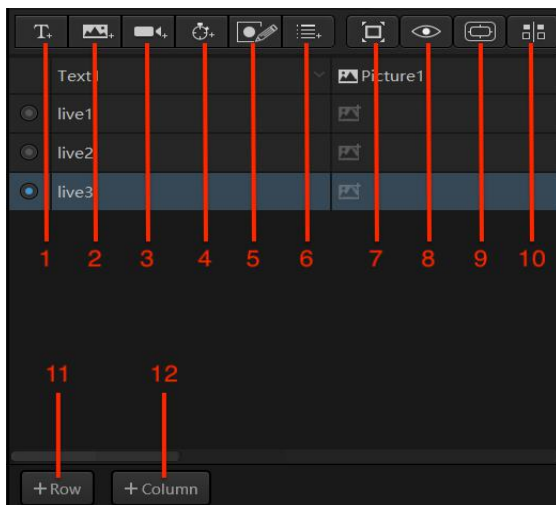 T+
Text1 Picture1
live1
live2
live3
1 2 3 4 5 6 7 8 9 10
11 12
+Row +Column